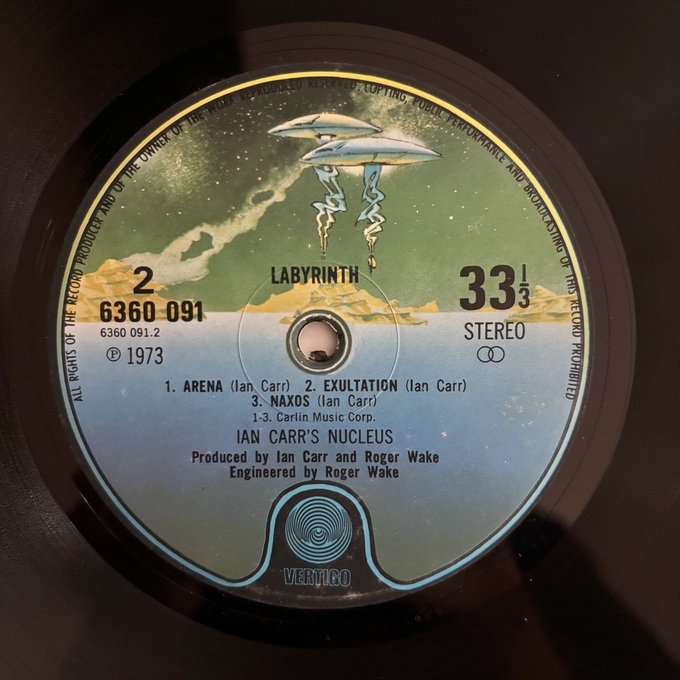 ALL RIGHTS OF THE RECORD PRODUCER AND OF THE OWNER OF THE WORK REPRODUCED RESERVED. COPYING, PUBLIC PERFORMANCE AND BROADCASTING OF THIS RECORD PROHIBITED
2
LABYRINTH
33 1/3
6360 091
6360 091.2
STEREO
Ⓟ 1973
1. ARENA (Ian Carr) 2. EXULTATION (Ian Carr)
3. NAXOS (Ian Carr)
1-3. Carlin Music Corp.
IAN CARR'S NUCLEUS
Produced by Ian Carr and Roger Wake
Engineered by Roger Wake
VERTIGO